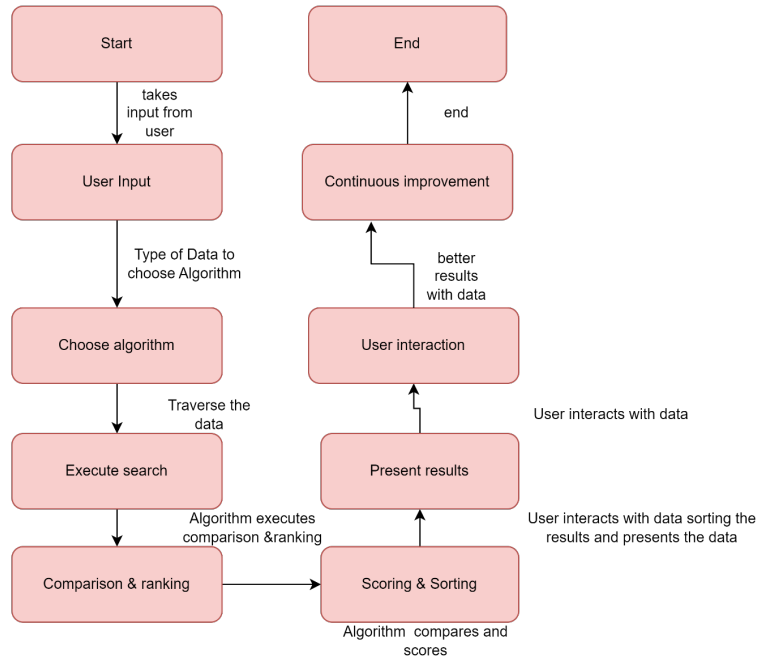 Start
takes
input from
user
User Input
Type of Data to
choose Algorithm
Choose algorithm
Traverse the
data
Execute search
Algorithm executes
comparison &ranking
Comparison & ranking
Scoring & Sorting
Algorithm compares and
scores
User interacts with data sorting the
results and presents the data
Present results
User interacts with data
User interaction
better
results
with data
Continuous improvement
end
End